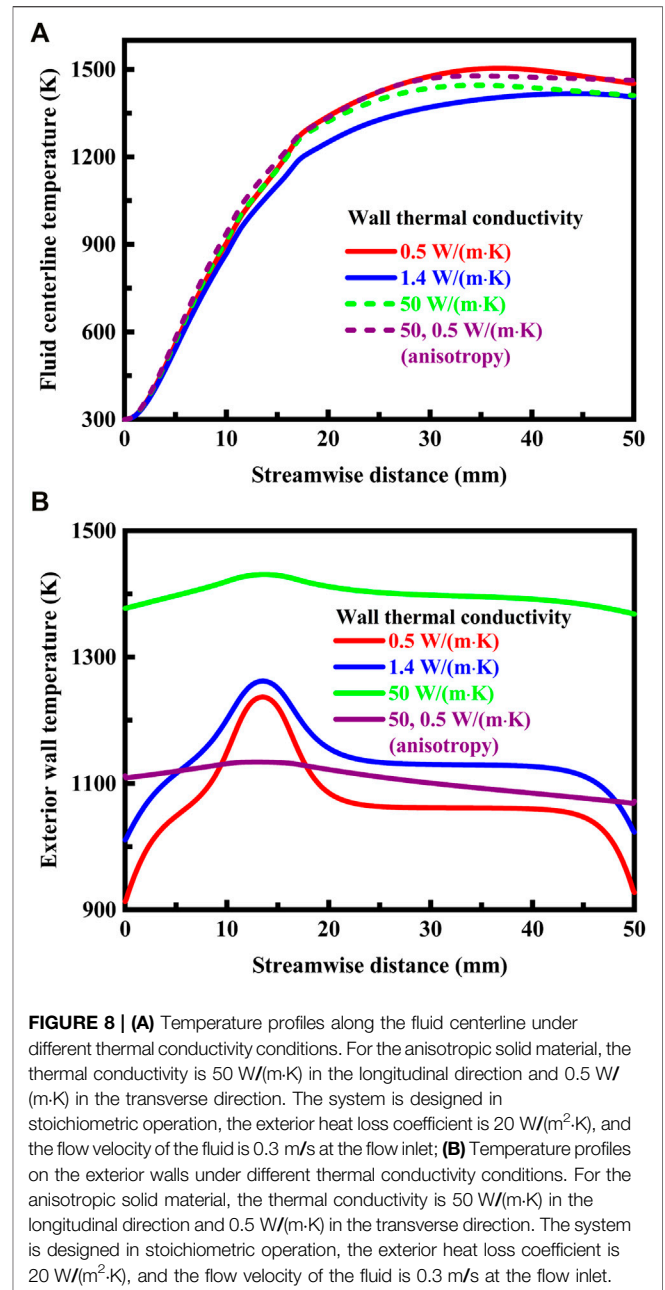 A
Fluid centerline temperature (K)
1500
1200
900
600
300
Wall thermal conductivity
0.5 W/(m·K)
1.4 W/(m·K)
50 W/(m·K)
50, 0.5 W/(m·K)
(anisotropy)
0 10 20 30 40 50
Streamwise distance (mm)
B
Exterior wall temperature (K)
1500
1300
1100
900
Wall thermal conductivity
0.5 W/(m·K)
1.4 W/(m·K)
50 W/(m·K)
50, 0.5 W/(m·K)
(anisotropy)
0 10 20 30 40 50
Streamwise distance (mm)
FIGURE 8 | (A) Temperature profiles along the fluid centerline under
different thermal conductivity conditions. For the anisotropic solid material, the
thermal conductivity is 50 W/(m·K) in the longitudinal direction and 0.5 W/
(m·K) in the transverse direction. The system is designed in
stoichiometric operation, the exterior heat loss coefficient is 20 W/(m²·K), and
the flow velocity of the fluid is 0.3 m/s at the flow inlet; (B) Temperature profiles
on the exterior walls under different thermal conductivity conditions. For the
anisotropic solid material, the thermal conductivity is 50 W/(m·K) in the
longitudinal direction and 0.5 W/(m·K) in the transverse direction. The system
is designed in stoichiometric operation, the exterior heat loss coefficient is
20 W/(m²·K), and the flow velocity of the fluid is 0.3 m/s at the flow inlet.